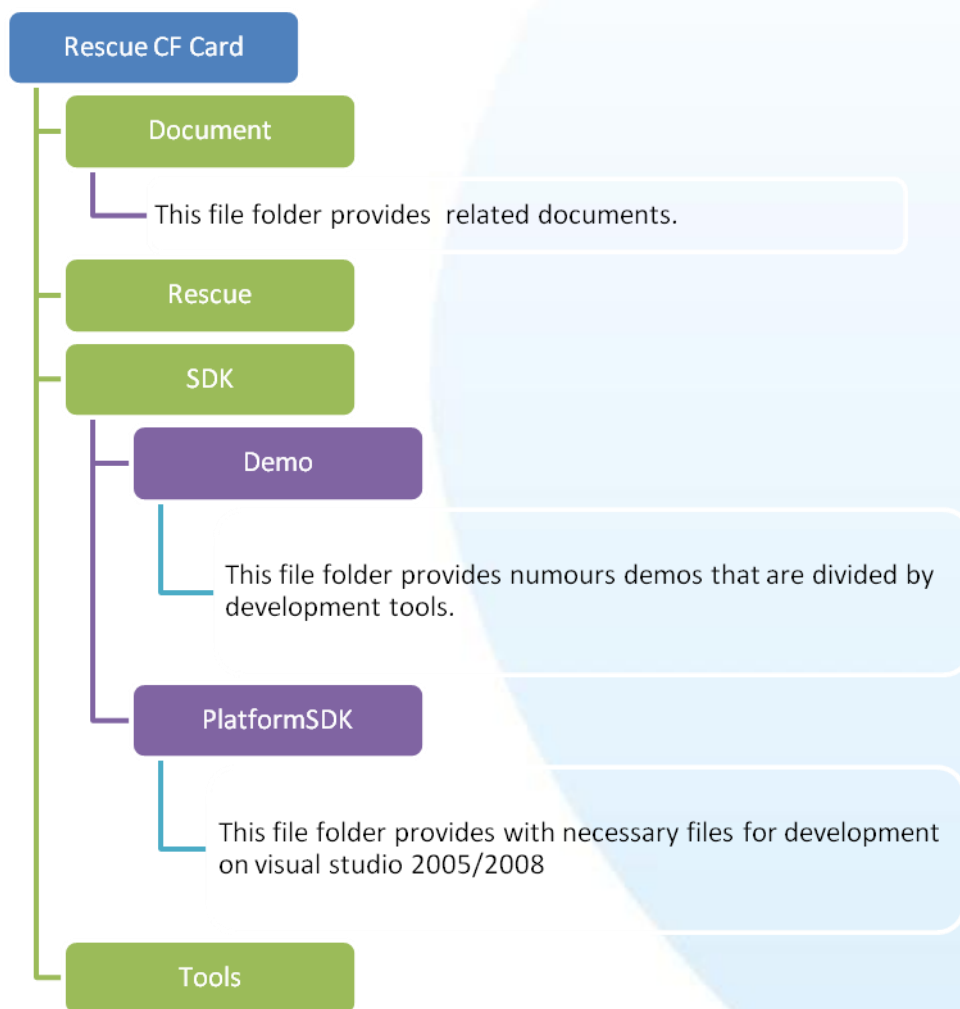 Rescue CF Card
Document
This file folder provides related documents.
Rescue
SDK
Demo
This file folder provides numours demos that are divided by
development tools.
PlatformSDK
This file folder provides with necessary files for development
on visual studio 2005/2008
Tools